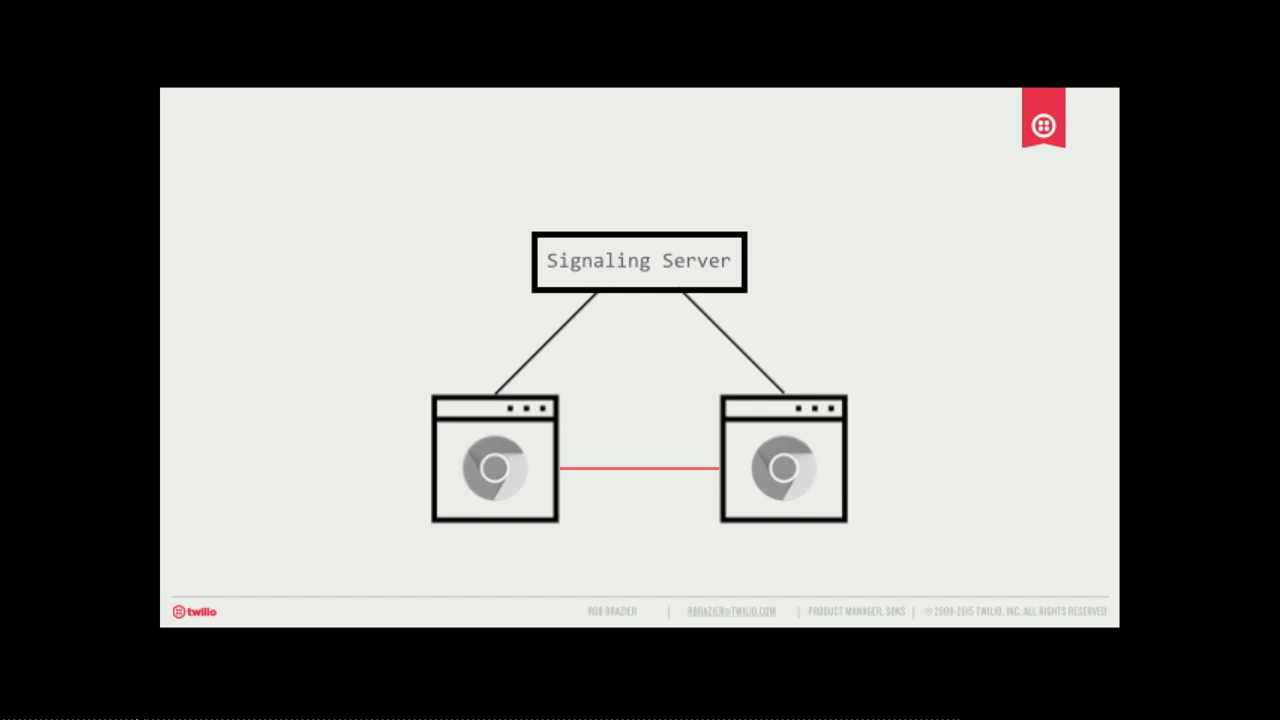 Signaling Server
twilio
ROB BRAZIER | RBRAZIER@TWILIO.COM | PRODUCT MANAGER, SDKS | © 2009-2015 TWILIO, INC. ALL RIGHTS RESERVED